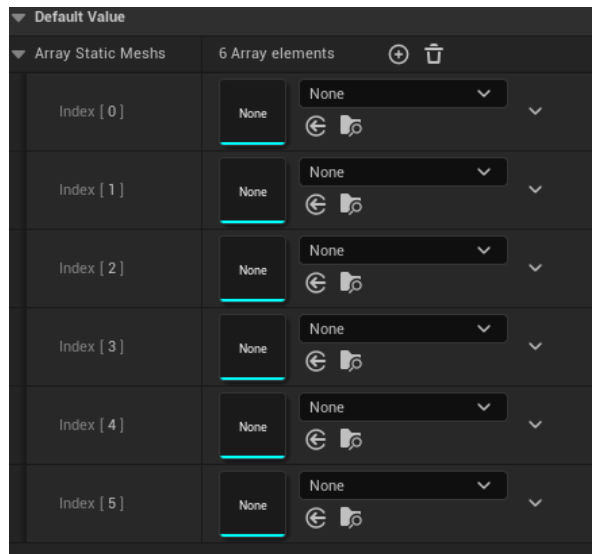 Default Value
Array Static Meshs 6 Array elements
None
Index [ 0 ] None
None
Index [ 1 ] None
None
Index [ 2 ] None
None
Index [ 3 ] None
None
Index [ 4 ] None
None
Index [ 5 ] None